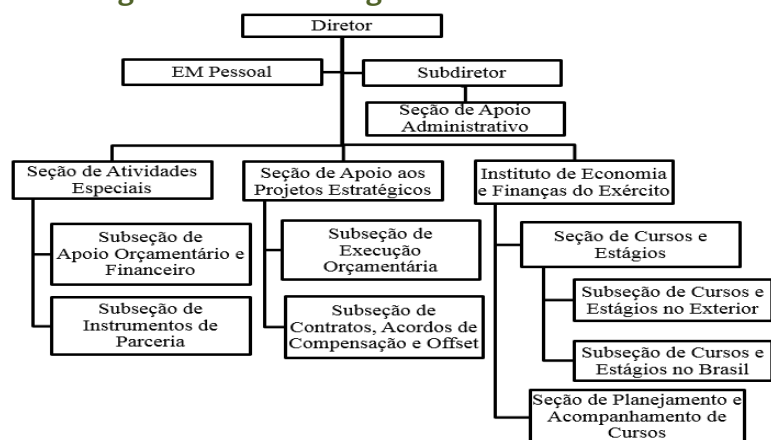 Diretor
EM Pessoal
Subdiretor
Seção de Apoio
Administrativo
Seção de Atividades
Especiais
Seção de Apoio aos
Projetos Estratégicos
Instituto de Economia
e Finanças do Exército
Subseção de
Apoio Orçamentário e
Financeiro
Subseção de
Execução
Orçamentária
Seção de Cursos e
Estágios
Subseção de
Instrumentos de
Parceria
Subseção de
Contratos, Acordos de
Compensação e Offset
Subseção de Cursos e
Estágios no Exterior
Subseção de Cursos e
Estágios no Brasil
Seção de Planejamento e
Acompanhamento de
Cursos